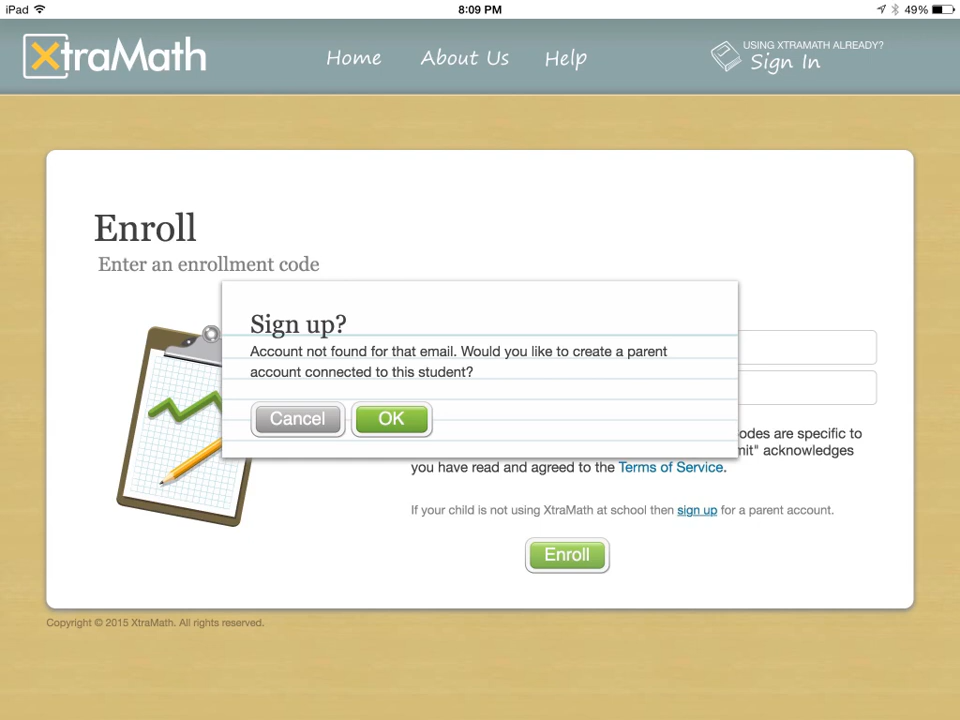 iPad
8:09 PM
49%
XtraMath
Home
About Us
Help
USING XTRAMATH ALREADY?
Sign In
Enroll
Enter an enrollment code
Sign up?
Account not found for that email. Would you like to create a parent
account connected to this student?
Cancel
OK
odes are specific to
mit" acknowledges
you have read and agreed to the Terms of Service.
If your child is not using XtraMath at school then sign up for a parent account.
Enroll
Copyright © 2015 XtraMath. All rights reserved.